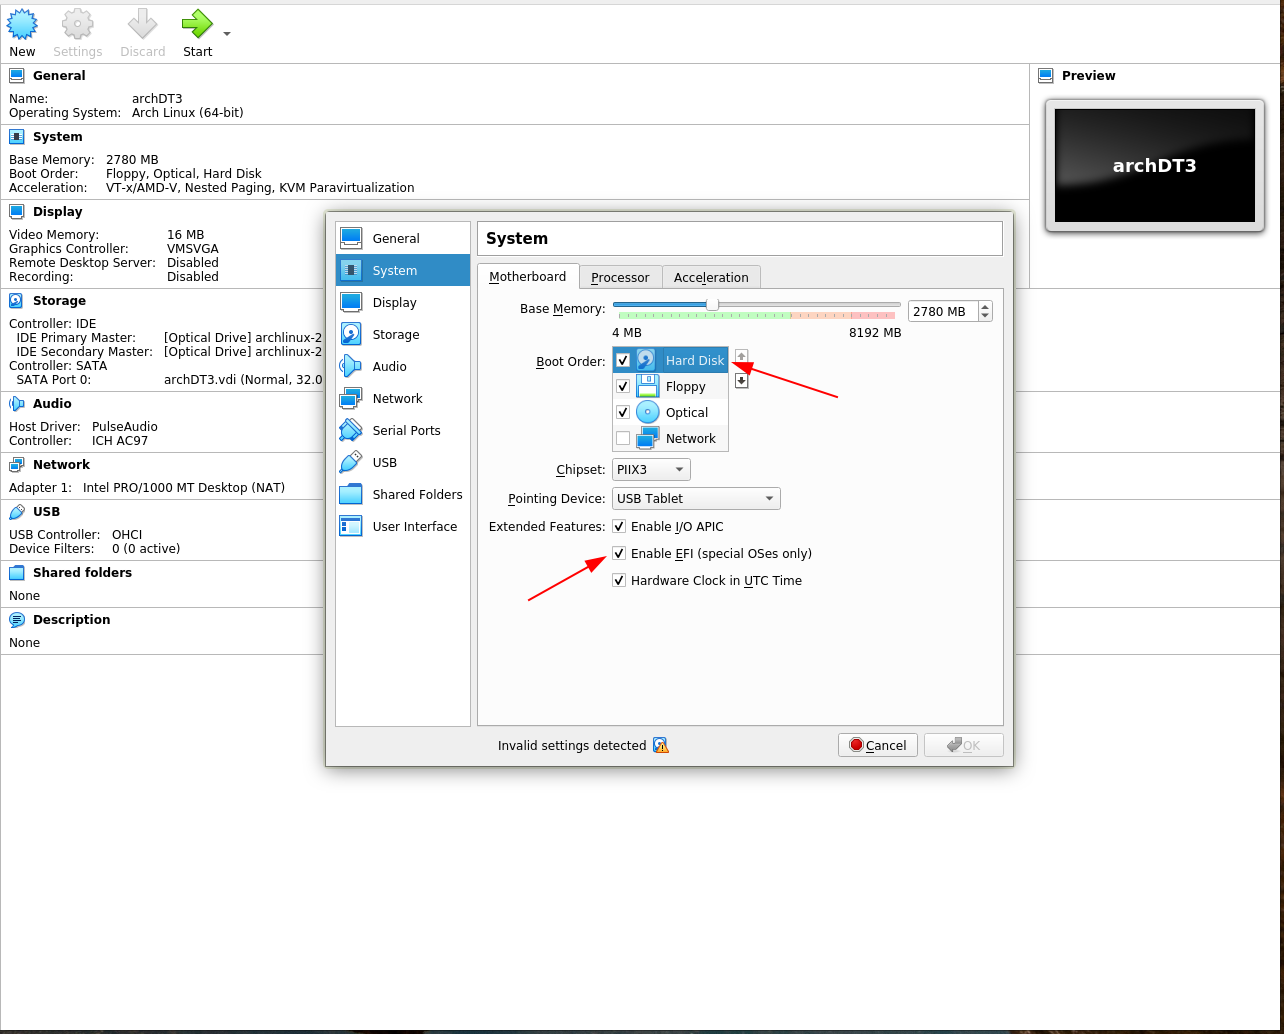 New Settings Discard Start
General
Name: archDT3
Operating System: Arch Linux (64-bit)
System
Base Memory: 2780 MB
Boot Order: Floppy, Optical, Hard Disk
Acceleration: VT-x/AMD-V, Nested Paging, KVM Paravirtualization
Display
Video Memory: 16 MB
Graphics Controller: VMSVGA
Remote Desktop Server: Disabled
Recording: Disabled
Storage
Controller: IDE
IDE Primary Master: [Optical Drive] archlinux-2
IDE Secondary Master: [Optical Drive] archlinux-2
Controller: SATA
SATA Port 0: archDT3.vdi (Normal, 32.0
Audio
Host Driver: PulseAudio
Controller: ICH AC97
Network
Adapter 1: Intel PRO/1000 MT Desktop (NAT)
USB
USB Controller: OHCI
Device Filters: 0 (0 active)
Shared folders
None
Description
None
Preview
archDT3
General
System
Display
Storage
Audio
Network
Serial Ports
USB
Shared Folders
User Interface
System
Motherboard Processor Acceleration
Base Memory: 2780 MB
4 MB 8192 MB
Boot Order: Hard Disk
Floppy
Optical
Network
Chipset: PIIX3
Pointing Device: USB Tablet
Extended Features: Enable I/O APIC
Enable EFI (special OSes only)
Hardware Clock in UTC Time
Invalid settings detected Cancel OK